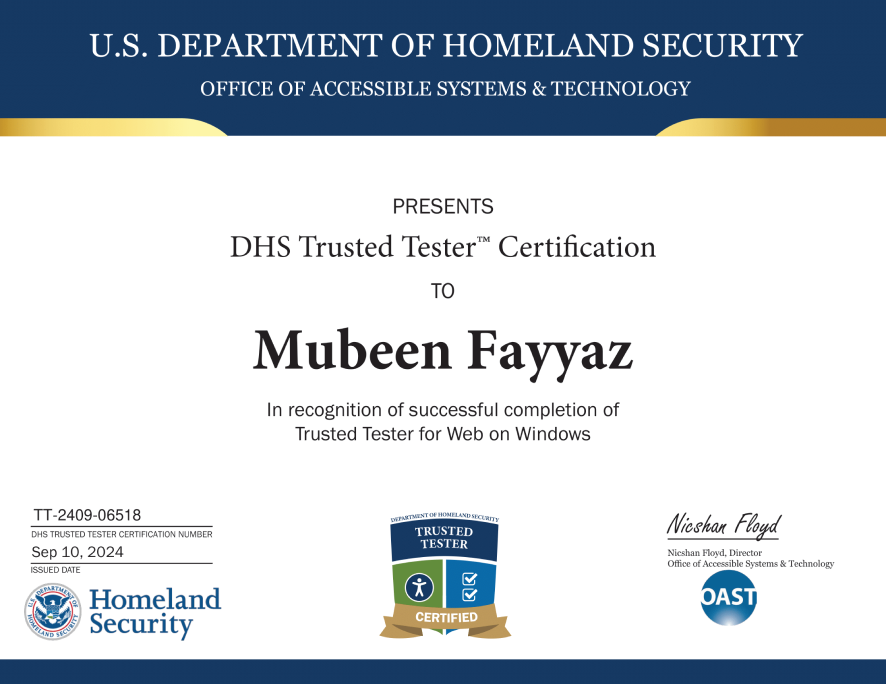 U.S. DEPARTMENT OF HOMELAND SECURITY
OFFICE OF ACCESSIBLE SYSTEMS & TECHNOLOGY
PRESENTS
DHS Trusted Tester™ Certification
TO
Mubeen Fayyaz
In recognition of successful completion of
Trusted Tester for Web on Windows
TT-2409-06518
DHS TRUSTED TESTER CERTIFICATION NUMBER
Sep 10, 2024
ISSUED DATE
U.S. DEPARTMENT OF
HOMELAND SECURITY
Homeland
Security
DEPARTMENT OF HOMELAND SECURITY
TRUSTED
TESTER
CERTIFIED
Nicshan Floyd
Nicshan Floyd, Director
Office of Accessible Systems & Technology
OAST